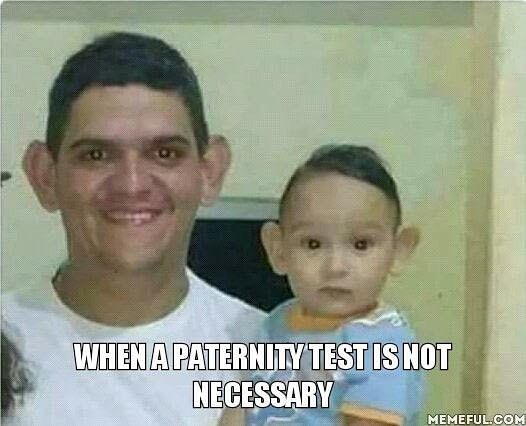 WHEN A PATERNITY TEST IS NOT
NECESSARY
MEMEFUL.COM